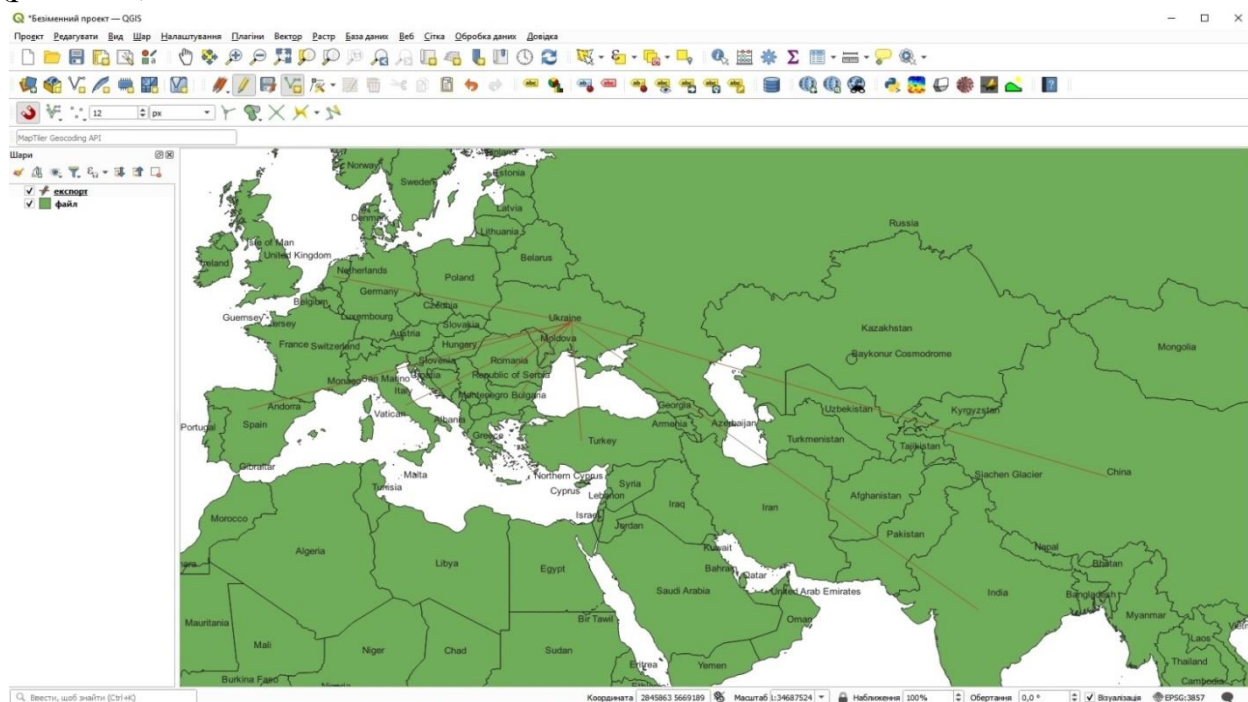 *Безіменний проект — QGIS
Проєкт Редагувати Вид Шар Налаштування Плагіни Вектор Растр База даних Веб Сітка Обробка даних Довідка
12 px
MapTiler Geocoding API
Шари
експорт
файл
Norway
Sweden
Estonia
Latvia
Denmark
Lithuania
Russia
Isle of Man
Ireland
United Kingdom
Belarus
Netherlands
Poland
Germany
Belgium
Czechia
Guernsey
Jersey
Luxembourg
Ukraine
Slovakia
Kazakhstan
Austria
Moldova
France Switzerland
Hungary
Mongolia
Slovenia
Romania
Baykonur Cosmodrome
Monaco
San Marino
Croatia
Republic of Serbia
Italy
Montenegro Bulgaria
Andorra
Georgia
Uzbekistan
Kyrgyzstan
Portugal
Spain
Vatican
Albania
Armenia
Azerbaijan
Greece
Turkey
Turkmenistan
Tajikistan
Gibraltar
Malta
Northern Cyprus
Siachen Glacier
China
Tunisia
Cyprus
Lebanon
Syria
Afghanistan
Iraq
Iran
Morocco
Israel
Jordan
Pakistan
Algeria
Kuwait
Nepal
Libya
Egypt
Bahrain
Qatar
Bhutan
Saudi Arabia
United Arab Emirates
India
Bangladesh
Mauritania
Bir Tawil
Oman
Myanmar
Mali
Niger
Chad
Sudan
Laos
Eritrea
Yemen
Thailand
Burkina Faso
Cambodia
Ввести, щоб знайти (Ctrl+K) Координата 2845863 5669189 Масштаб 1:34687524 Наближення 100% Обертання 0,0 ° Візуалізація EPSG:3857